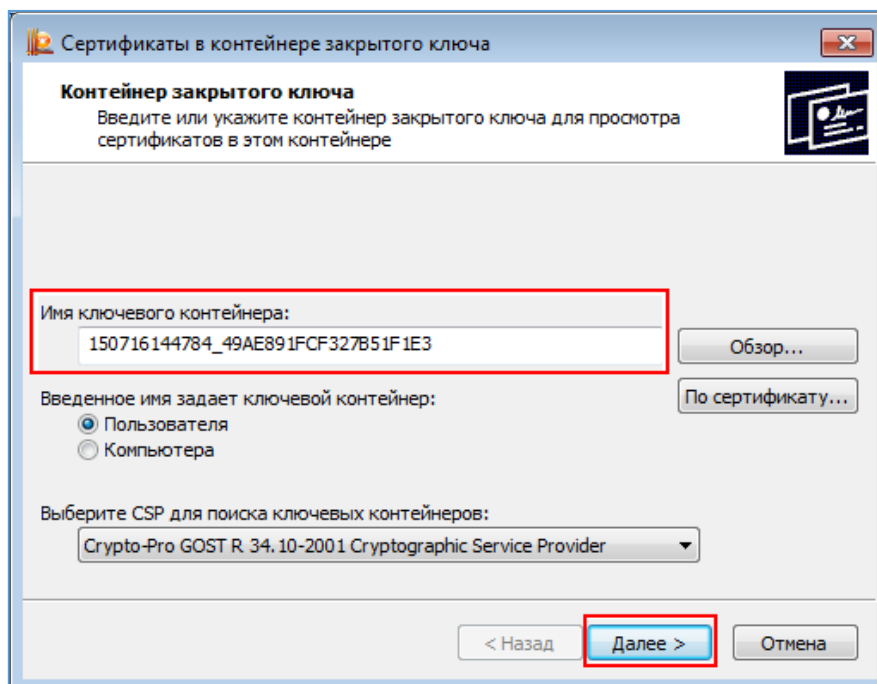 Сертификаты в контейнере закрытого ключа
Контейнер закрытого ключа
Введите или укажите контейнер закрытого ключа для просмотра
сертификатов в этом контейнере
Имя ключевого контейнера:
150716144784_49AE891FCF327B51F1E3
Обзор...
По сертификату...
Введенное имя задает ключевой контейнер:
Пользователя
Компьютера
Выберите CSP для поиска ключевых контейнеров:
Crypto-Pro GOST R 34.10-2001 Cryptographic Service Provider
< Назад
Далее >
Отмена